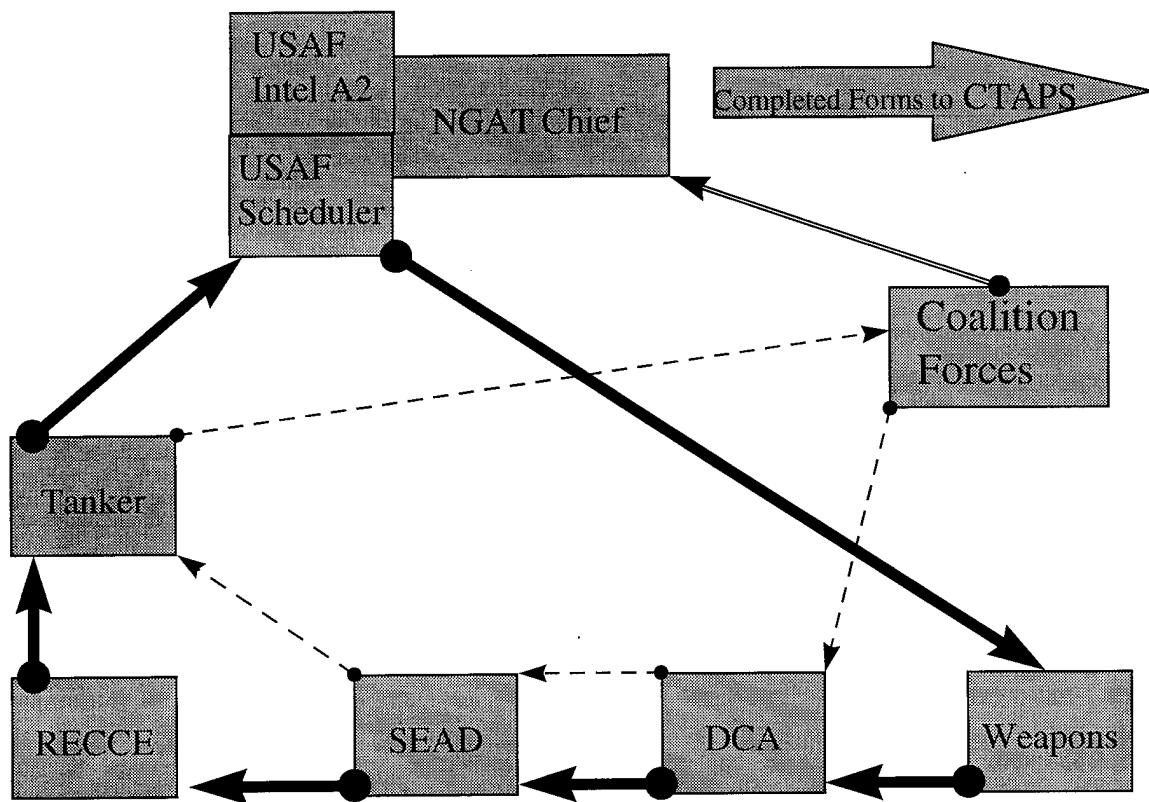 USAF
Intel A2
NGAT Chief
Completed Forms to CTAPS
USAF
Scheduler
Coalition
Forces
Tanker
RECCE
SEAD
DCA
Weapons